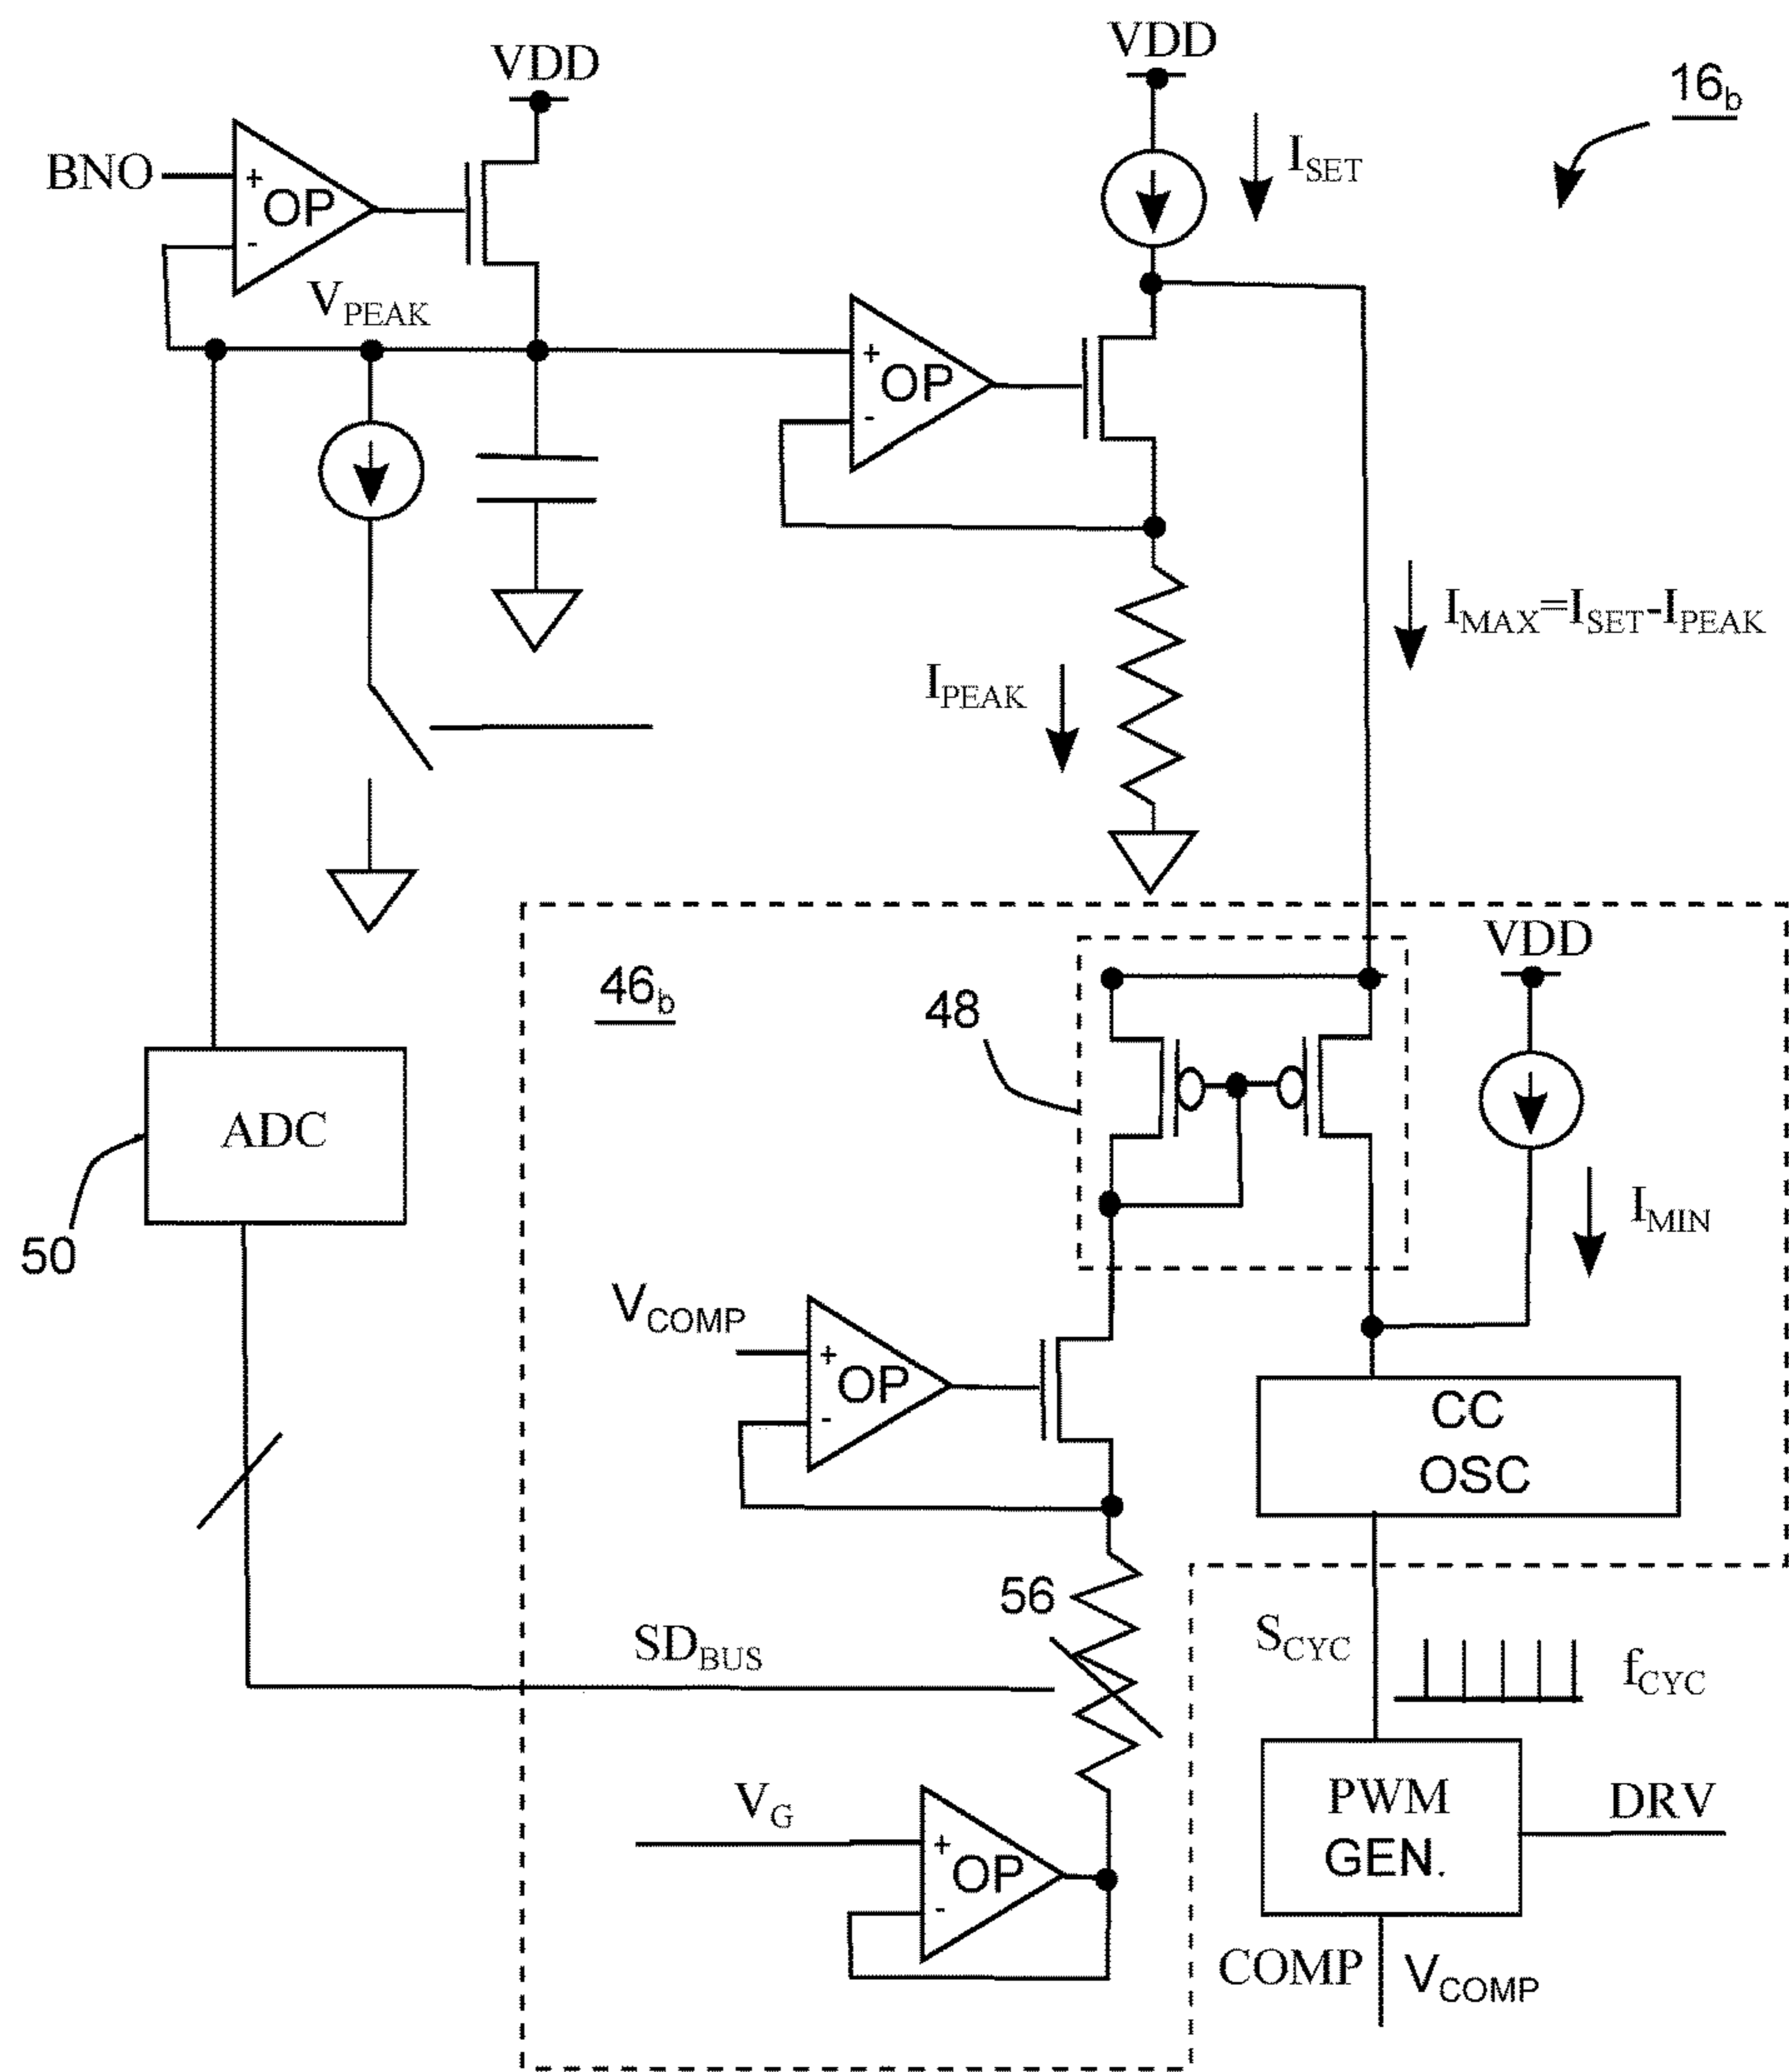 VDD
VDD
16b
BNO
+
OP
-
ISET
VPEAK
+
OP
-
IMAX=ISET-IPEAK
IPEAK
VDD
46b
48
ADC
50
IMIN
VCOMP
+
OP
-
CC
OSC
56
SDBUS
SCYC
fCYC
VG
+
OP
-
PWM
GEN.
DRV
COMP
VCOMP